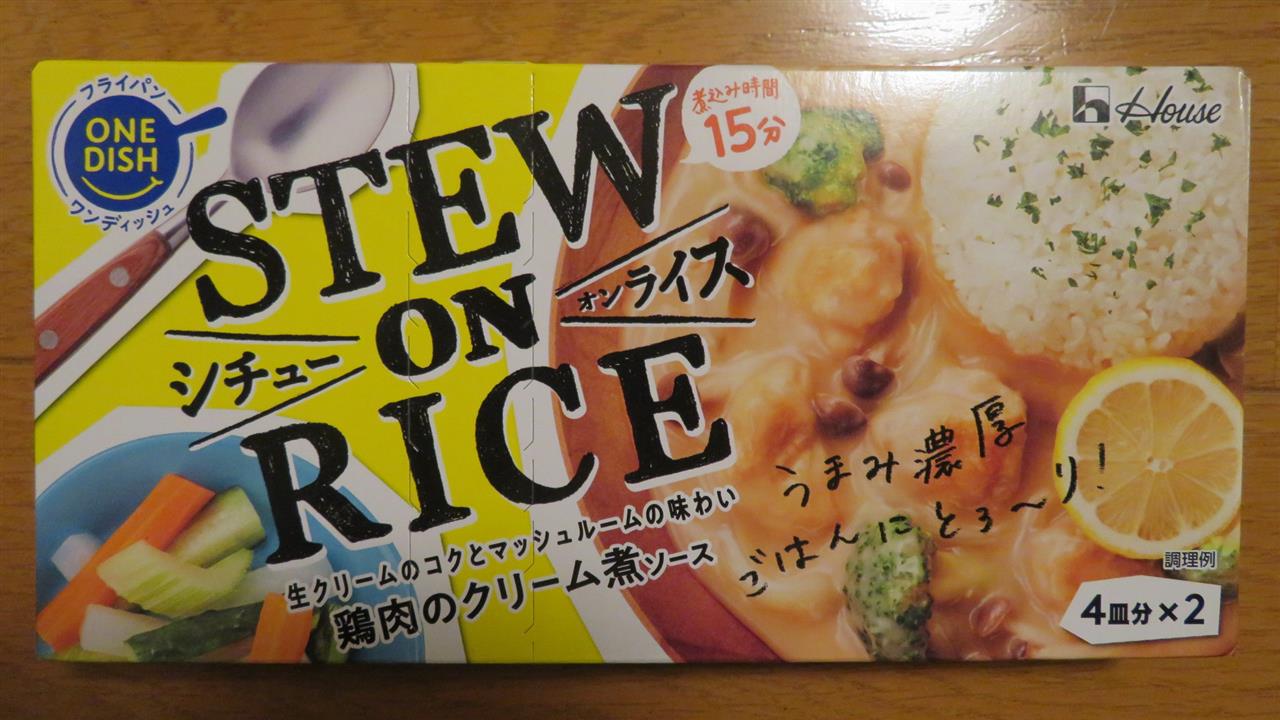 フライパン
ONE
DISH
ワンディッシュ
煮込み時間
15分
House
STEW
ON
オンライス
シチュー
RICE
うまみ濃厚
ごはんにとろ〜り!
生クリームのコクとマッシュルームの味わい
鶏肉のクリーム煮ソース
調理例
4皿分×2